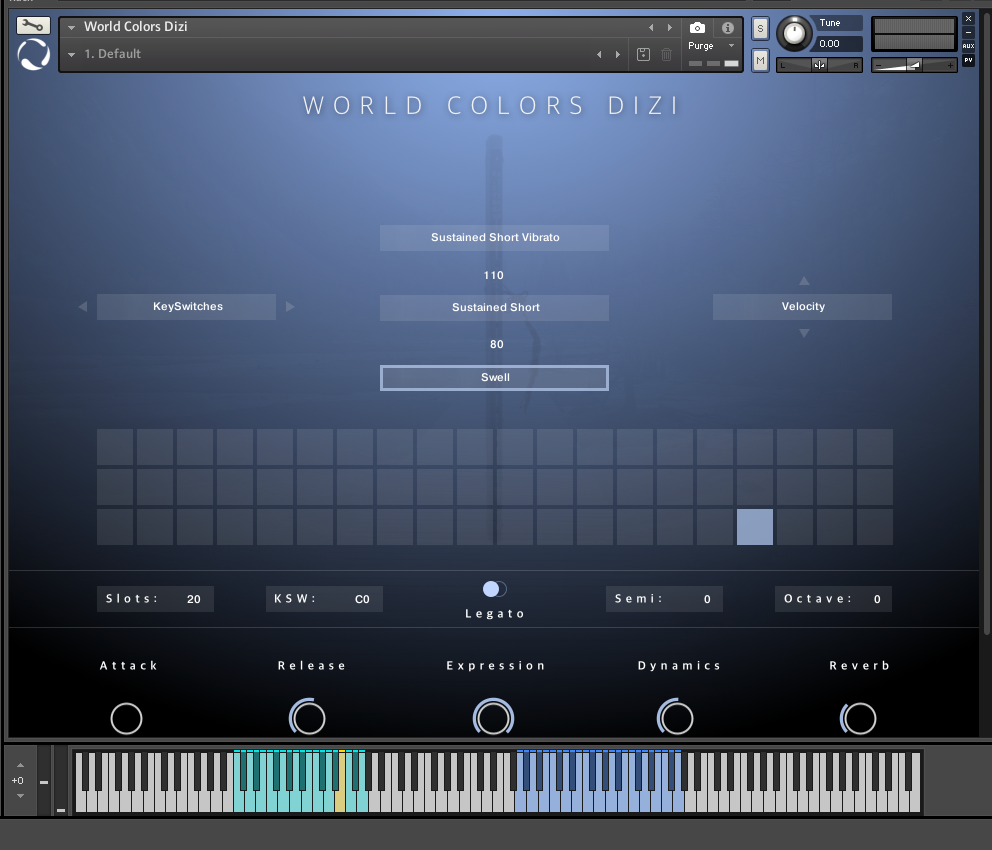 World Colors Dizi
1. Default
Purge
S
M
Tune
0.00
L R
- +
×
-
AUX
PV
WORLD COLORS DIZI
Sustained Short Vibrato
110
KeySwitches
Sustained Short
Velocity
80
Swell
Slots: 20
KSW: C0
Legato
Semi: 0
Octave: 0
Attack
Release
Expression
Dynamics
Reverb
+0